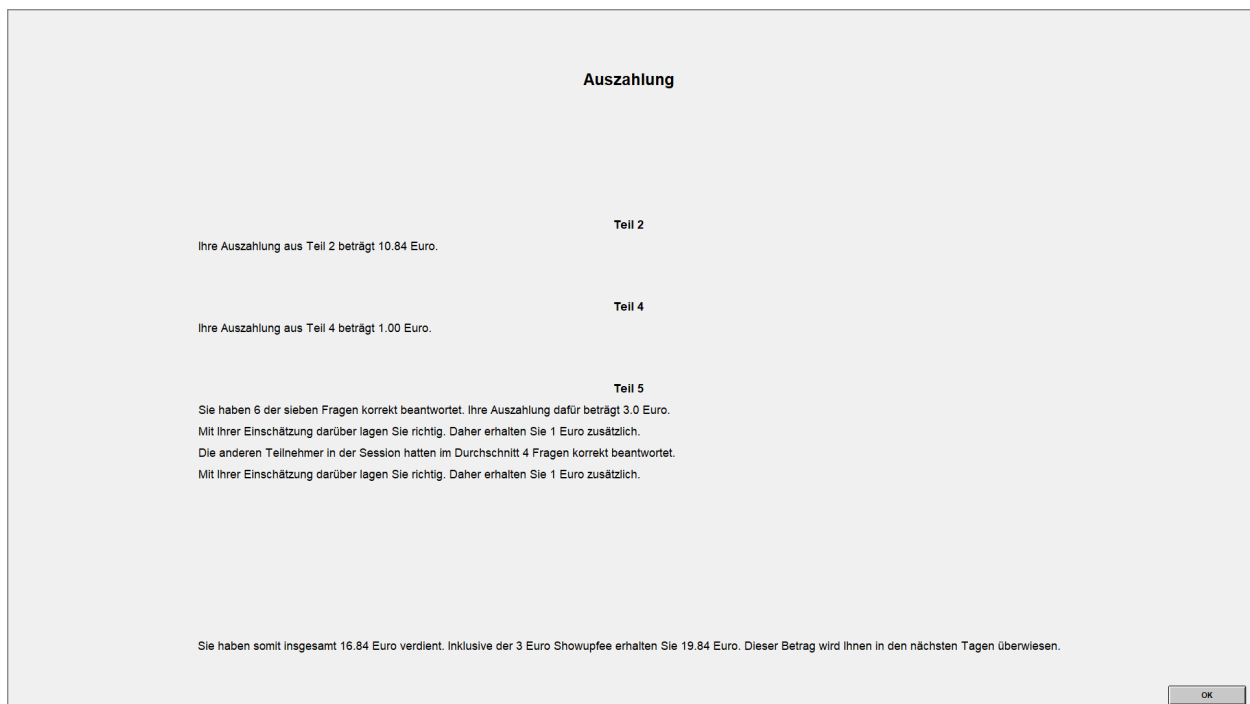 Auszahlung
Teil 2
Ihre Auszahlung aus Teil 2 beträgt 10.84 Euro.
Teil 4
Ihre Auszahlung aus Teil 4 beträgt 1.00 Euro.
Teil 5
Sie haben 6 der sieben Fragen korrekt beantwortet. Ihre Auszahlung dafür beträgt 3.0 Euro.
Mit Ihrer Einschätzung darüber lagen Sie richtig. Daher erhalten Sie 1 Euro zusätzlich.
Die anderen Teilnehmer in der Session hatten im Durchschnitt 4 Fragen korrekt beantwortet.
Mit Ihrer Einschätzung darüber lagen Sie richtig. Daher erhalten Sie 1 Euro zusätzlich.
Sie haben somit insgesamt 16.84 Euro verdient. Inklusive der 3 Euro Showupfee erhalten Sie 19.84 Euro. Dieser Betrag wird Ihnen in den nächsten Tagen überwiesen.
OK